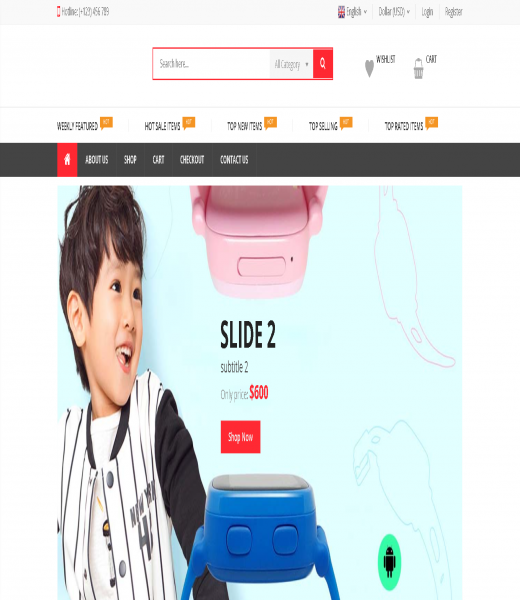 Hotline: (+123) 456 789 English Dollar (USD) Login Register
Search here... All Category WISHLIST CART
WEEKLY FEATURED HOT HOT SALE ITEMS HOT TOP NEW ITEMS HOT TOP SELLING HOT TOP RATED ITEMS HOT
ABOUT US SHOP CART CHECKOUT CONTACT US
SLIDE 2
subtitle 2
Only price: $600
Shop Now
NEW YORK